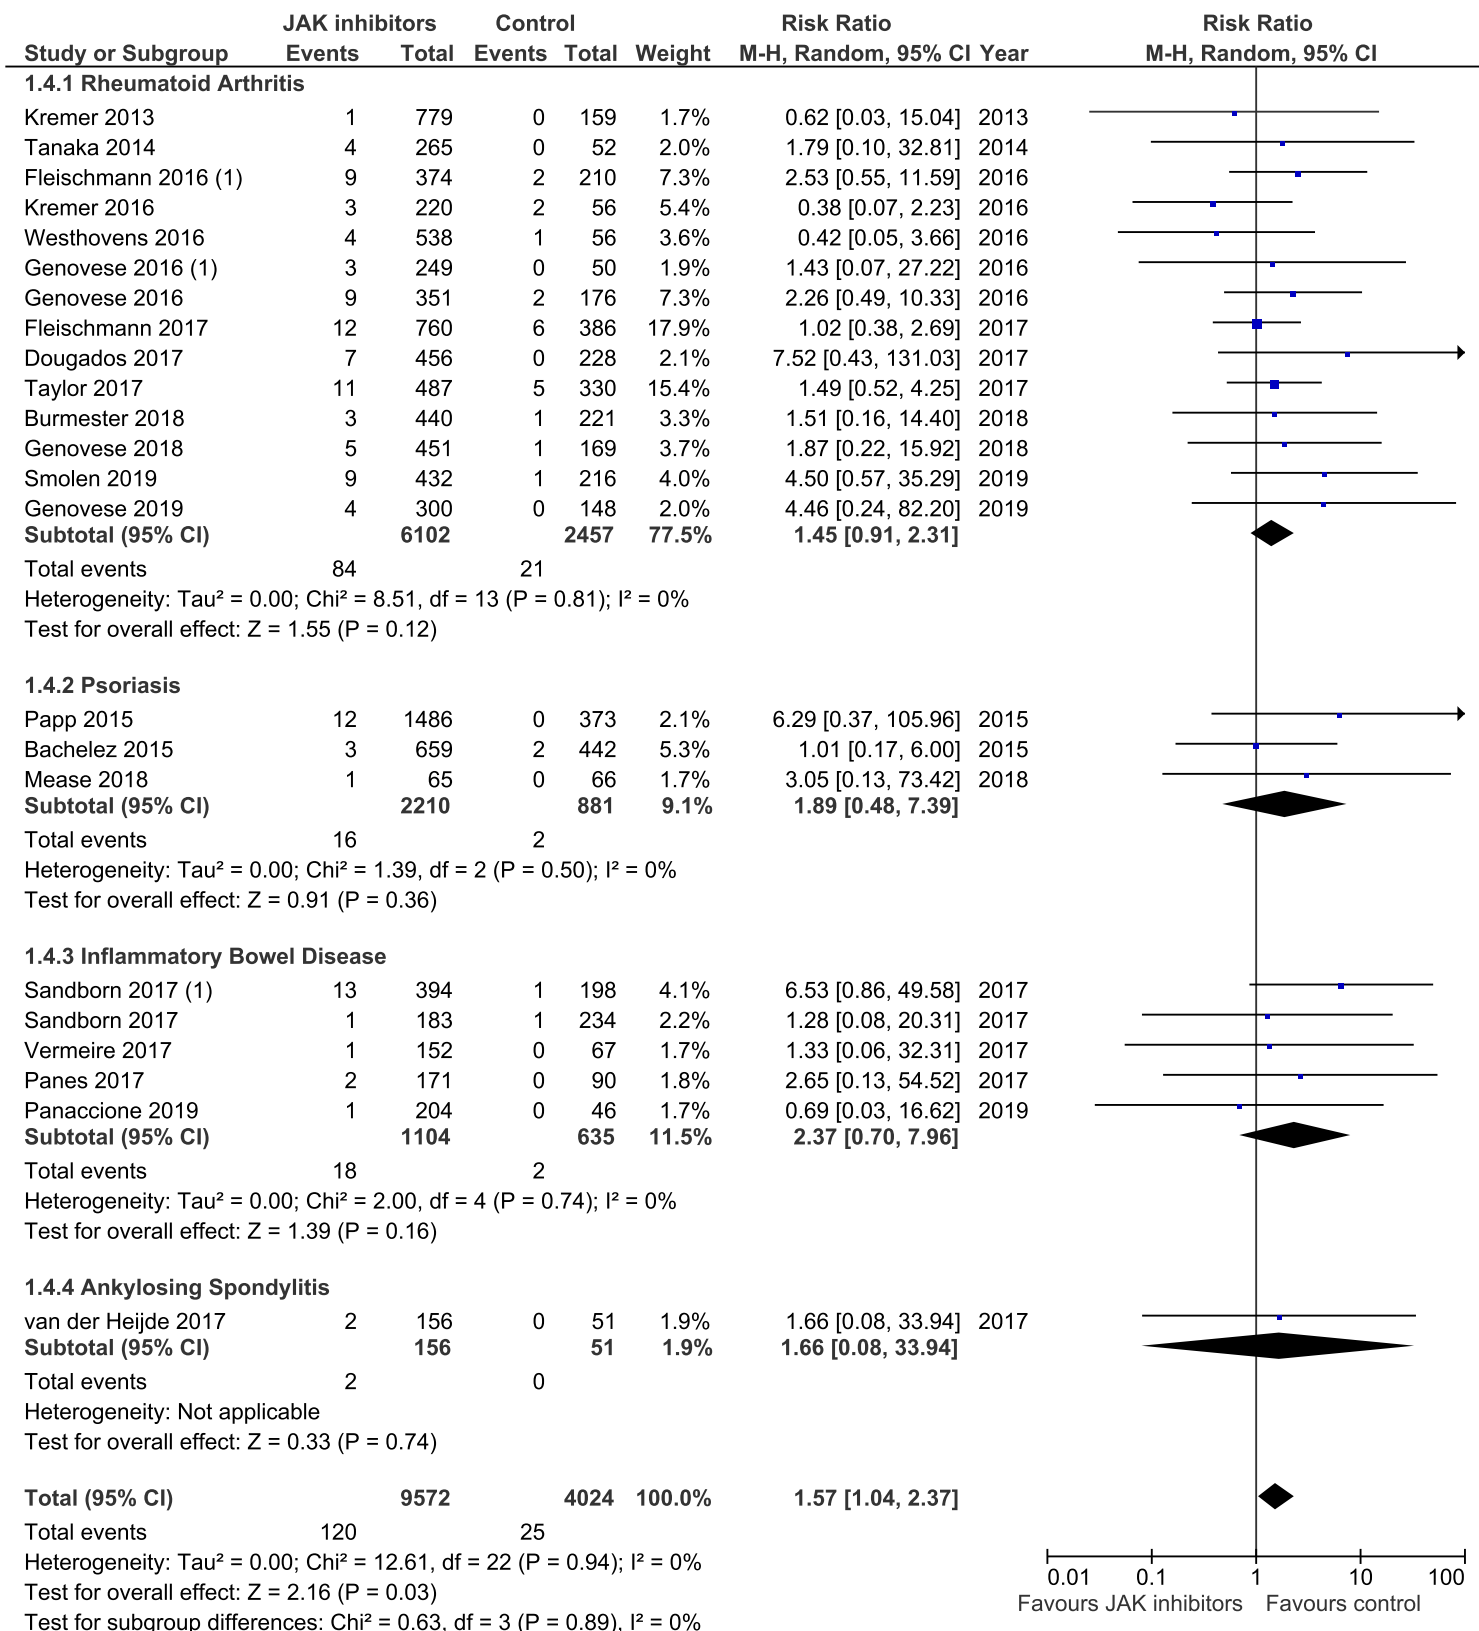 JAK inhibitors Control Risk Ratio Risk Ratio
Study or Subgroup Events Total Events Total Weight M-H, Random, 95% CI Year M-H, Random, 95% CI
1.4.1 Rheumatoid Arthritis
Kremer 2013 1 779 0 159 1.7% 0.62 [0.03, 15.04] 2013
Tanaka 2014 4 265 0 52 2.0% 1.79 [0.10, 32.81] 2014
Fleischmann 2016 (1) 9 374 2 210 7.3% 2.53 [0.55, 11.59] 2016
Kremer 2016 3 220 2 56 5.4% 0.38 [0.07, 2.23] 2016
Westhovens 2016 4 538 1 56 3.6% 0.42 [0.05, 3.66] 2016
Genovese 2016 (1) 3 249 0 50 1.9% 1.43 [0.07, 27.22] 2016
Genovese 2016 9 351 2 176 7.3% 2.26 [0.49, 10.33] 2016
Fleischmann 2017 12 760 6 386 17.9% 1.02 [0.38, 2.69] 2017
Dougados 2017 7 456 0 228 2.1% 7.52 [0.43, 131.03] 2017
Taylor 2017 11 487 5 330 15.4% 1.49 [0.52, 4.25] 2017
Burmester 2018 3 440 1 221 3.3% 1.51 [0.16, 14.40] 2018
Genovese 2018 5 451 1 169 3.7% 1.87 [0.22, 15.92] 2018
Smolen 2019 9 432 1 216 4.0% 4.50 [0.57, 35.29] 2019
Genovese 2019 4 300 0 148 2.0% 4.46 [0.24, 82.20] 2019
Subtotal (95% CI) 6102 2457 77.5% 1.45 [0.91, 2.31]
Total events 84 21
Heterogeneity: Tau² = 0.00; Chi² = 8.51, df = 13 (P = 0.81); I² = 0%
Test for overall effect: Z = 1.55 (P = 0.12)
1.4.2 Psoriasis
Papp 2015 12 1486 0 373 2.1% 6.29 [0.37, 105.96] 2015
Bachelez 2015 3 659 2 442 5.3% 1.01 [0.17, 6.00] 2015
Mease 2018 1 65 0 66 1.7% 3.05 [0.13, 73.42] 2018
Subtotal (95% CI) 2210 881 9.1% 1.89 [0.48, 7.39]
Total events 16 2
Heterogeneity: Tau² = 0.00; Chi² = 1.39, df = 2 (P = 0.50); I² = 0%
Test for overall effect: Z = 0.91 (P = 0.36)
1.4.3 Inflammatory Bowel Disease
Sandborn 2017 (1) 13 394 1 198 4.1% 6.53 [0.86, 49.58] 2017
Sandborn 2017 1 183 1 234 2.2% 1.28 [0.08, 20.31] 2017
Vermeire 2017 1 152 0 67 1.7% 1.33 [0.06, 32.31] 2017
Panes 2017 2 171 0 90 1.8% 2.65 [0.13, 54.52] 2017
Panaccione 2019 1 204 0 46 1.7% 0.69 [0.03, 16.62] 2019
Subtotal (95% CI) 1104 635 11.5% 2.37 [0.70, 7.96]
Total events 18 2
Heterogeneity: Tau² = 0.00; Chi² = 2.00, df = 4 (P = 0.74); I² = 0%
Test for overall effect: Z = 1.39 (P = 0.16)
1.4.4 Ankylosing Spondylitis
van der Heijde 2017 2 156 0 51 1.9% 1.66 [0.08, 33.94] 2017
Subtotal (95% CI) 156 51 1.9% 1.66 [0.08, 33.94]
Total events 2 0
Heterogeneity: Not applicable
Test for overall effect: Z = 0.33 (P = 0.74)
Total (95% CI) 9572 4024 100.0% 1.57 [1.04, 2.37]
Total events 120 25
Heterogeneity: Tau² = 0.00; Chi² = 12.61, df = 22 (P = 0.94); I² = 0%
Test for overall effect: Z = 2.16 (P = 0.03)
Test for subgroup differences: Chi² = 0.63, df = 3 (P = 0.89), I² = 0%
0.01 0.1 1 10 100
Favours JAK inhibitors Favours control